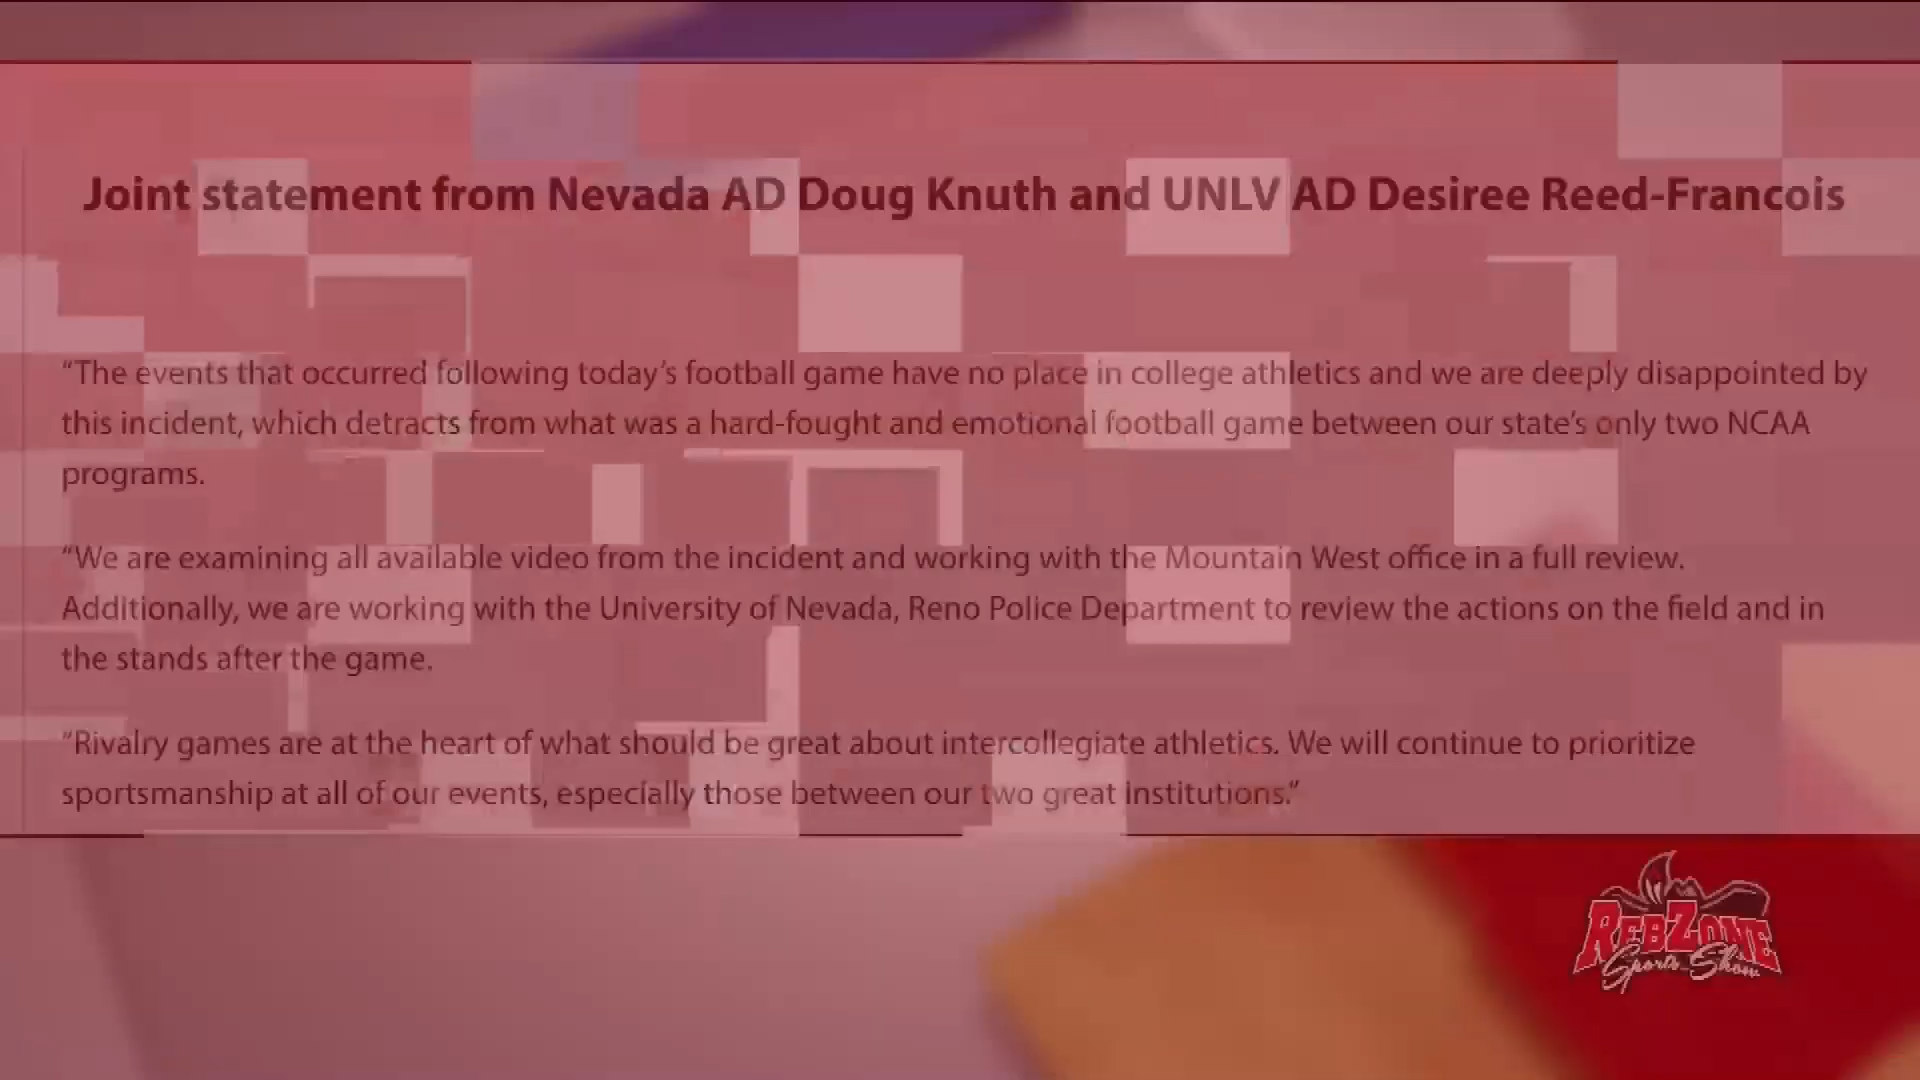 Joint statement from Nevada AD Doug Knuth and UNLV AD Desiree Reed-Francois
“The events that occurred following today’s football game have no place in college athletics and we are deeply disappointed by
this incident, which detracts from what was a hard-fought and emotional football game between our state’s only two NCAA
programs.
“We are examining all available video from the incident and working with the Mountain West office in a full review.
Additionally, we are working with the University of Nevada, Reno Police Department to review the actions on the field and in
the stands after the game.
“Rivalry games are at the heart of what should be great about intercollegiate athletics. We will continue to prioritize
sportsmanship at all of our events, especially those between our two great institutions.”
REBZONE
Sports Show